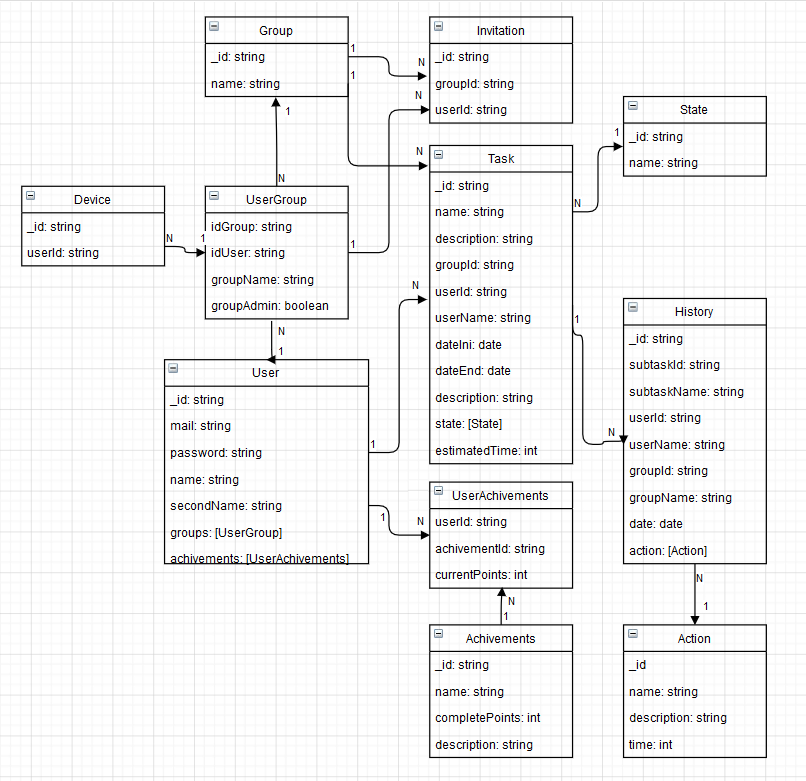 Group
_id: string
name: string
1
1
N
Invitation
_id: string
groupId: string
userId: string
N
N
State
_id: string
name: string
1
Device
_id: string
userId: string
N
1
UserGroup
idGroup: string
idUser: string
groupName: string
groupAdmin: boolean
1
1
N
N
1
Task
_id: string
name: string
description: string
groupId: string
userId: string
userName: string
dateIni: date
dateEnd: date
description: string
state: [State]
estimatedTime: int
N
N
N
1
User
_id: string
mail: string
password: string
name: string
secondName: string
groups: [UserGroup]
achivements: [UserAchivements]
1
1
History
_id: string
subtaskId: string
subtaskName: string
userId: string
userName: string
groupId: string
groupName: string
date: date
action: [Action]
N
N
1
UserAchivements
userId: string
achivementId: string
currentPoints: int
N
N
1
Achivements
_id: string
name: string
completePoints: int
description: string
Action
_id
name: string
description: string
time: int